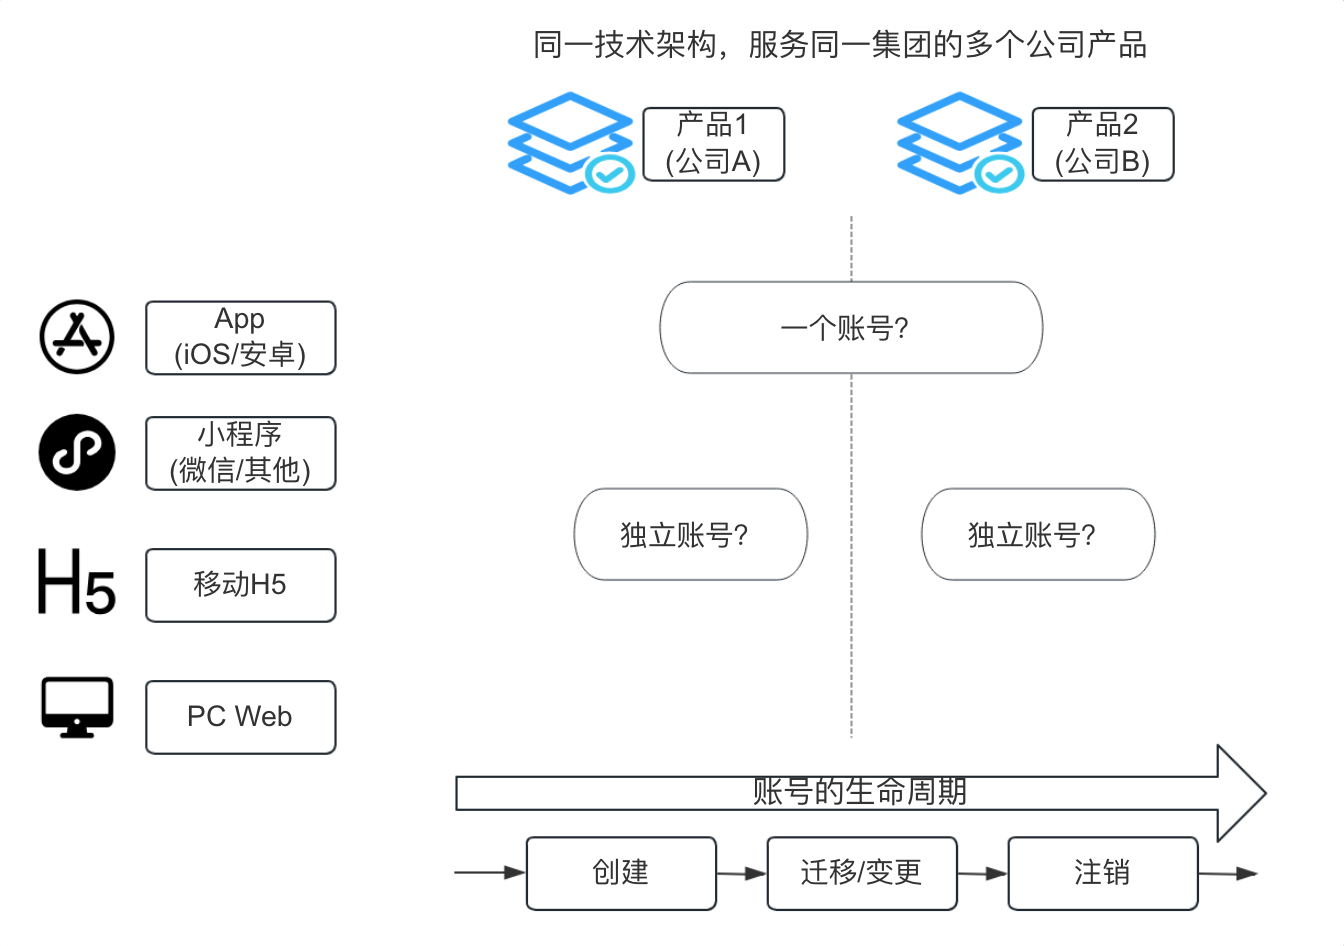 同一技术架构，服务同一集团的多个公司产品
产品1
(公司A)
产品2
(公司B)
一个账号?
App
(iOS/安卓)
小程序
(微信/其他)
独立账号?
独立账号?
H5
移动H5
PC Web
账号的生命周期
创建
迁移/变更
注销